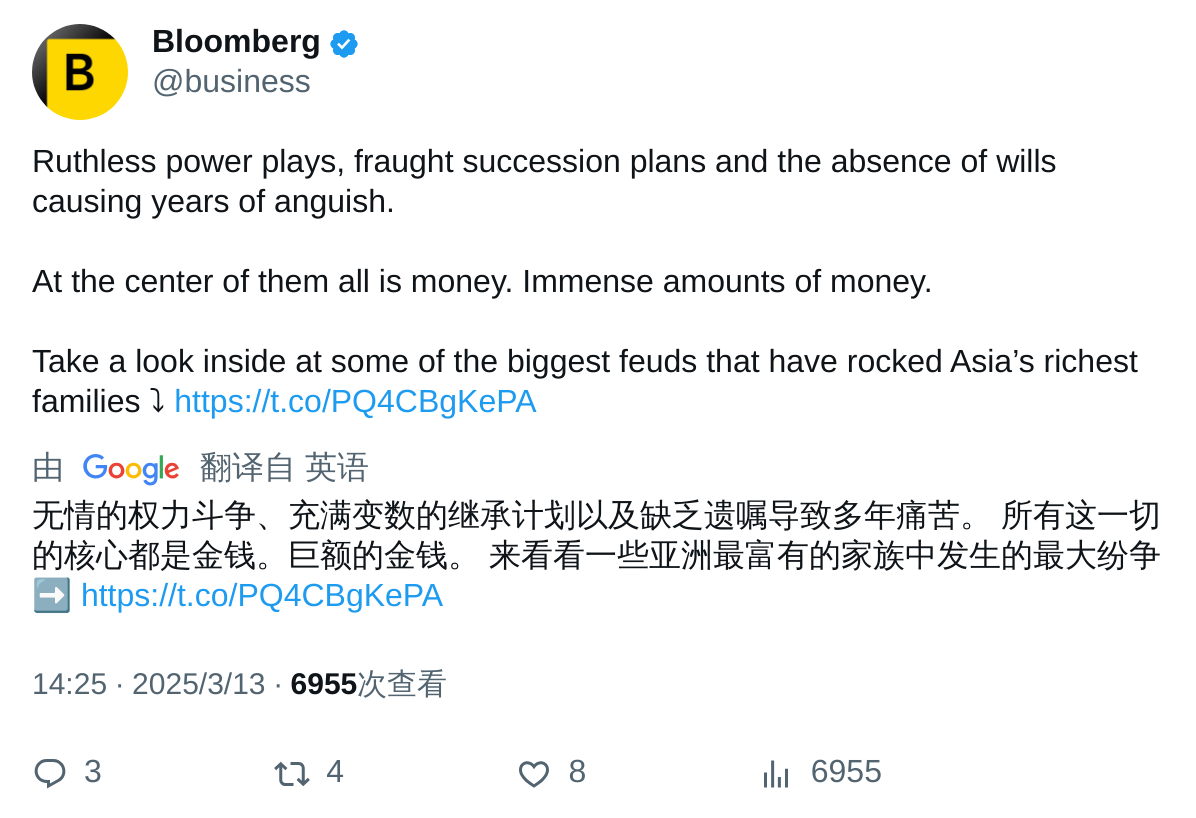 B
Bloomberg
@business
Ruthless power plays, fraught succession plans and the absence of wills
causing years of anguish.
At the center of them all is money. Immense amounts of money.
Take a look inside at some of the biggest feuds that have rocked Asia’s richest
families ⤵ https://t.co/PQ4CBgKePA
由 Google 翻译自 英语
无情的权力斗争、充满变数的继承计划以及缺乏遗嘱导致多年痛苦。 所有这一切
的核心都是金钱。巨额的金钱。 来看看一些亚洲最富有的家族中发生的最大纷争
➡️ https://t.co/PQ4CBgKePA
14:25 · 2025/3/13 · 6955次查看
3 4 8 6955